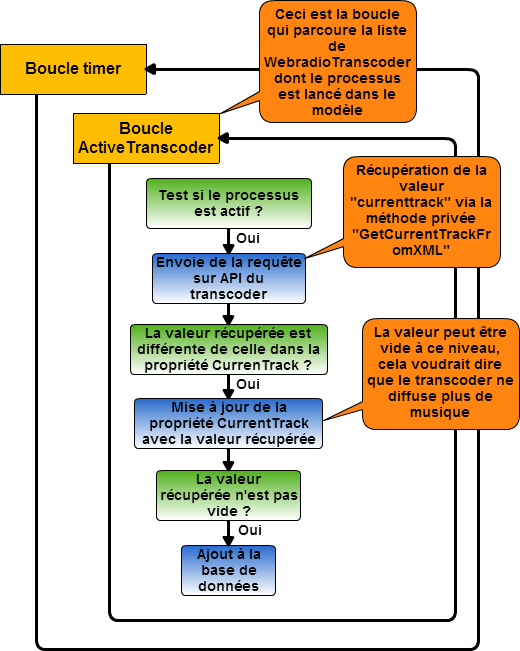 Ceci est la boucle
qui parcoure la liste
de
WebradioTranscoder
dont le processus
est lancé dans le
modèle
Boucle timer
Boucle
ActiveTranscoder
Test si le processus
est actif ?
Oui
Récupération de la
valeur
"currenttrack" via la
méthode privée
"GetCurrentTrackFr
omXML"
Envoie de la requête
sur API du
transcoder
La valeur récupérée est
différente de celle dans la
propriété CurrenTrack ?
Oui
La valeur peut être
vide à ce niveau,
cela voudrait dire
que le transcoder ne
diffuse plus de
musique
Mise à jour de la
propriété CurrentTrack
avec la valeur récupérée
La valeur
récupérée n'est pas
vide ?
Oui
Ajout à la
base de
données